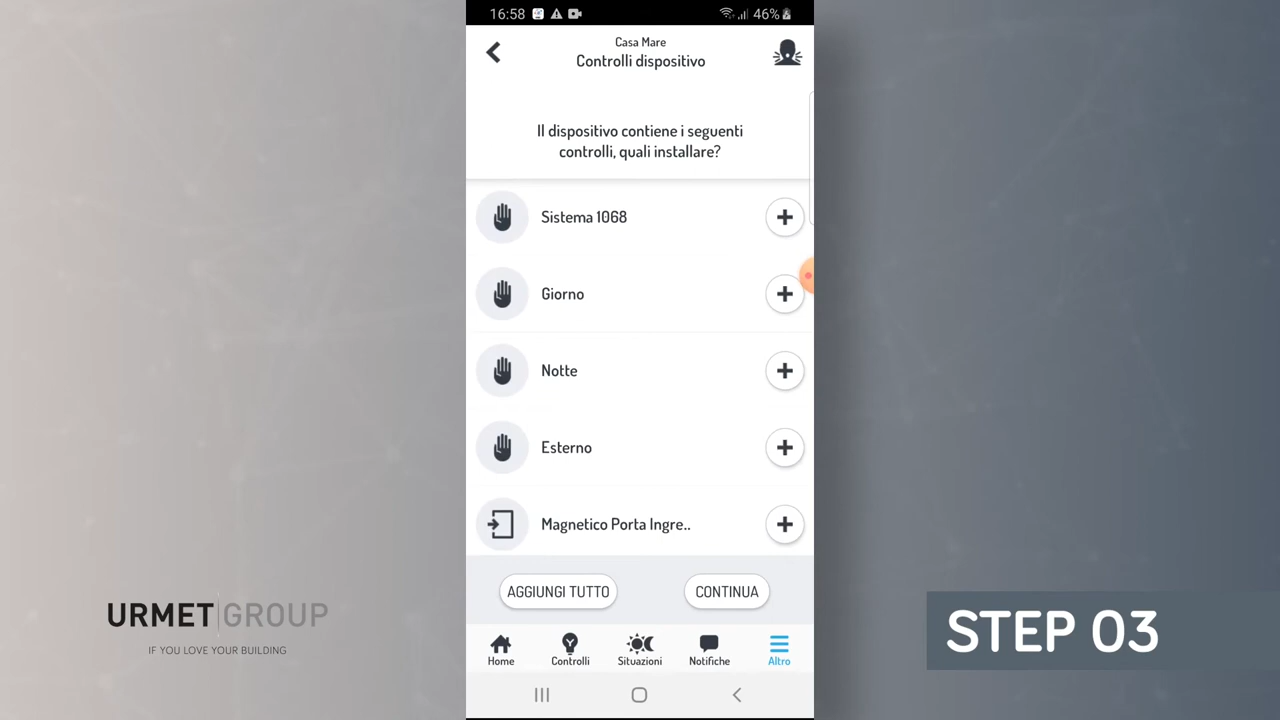 16:58
46%
Casa Mare
Controlli dispositivo
Il dispositivo contiene i seguenti
controlli, quali installare?
Sistema 1068
Giorno
Notte
Esterno
Magnetico Porta Ingre..
AGGIUNGI TUTTO
CONTINUA
Home
Controlli
Situazioni
Notifiche
Altro
URMET GROUP
IF YOU LOVE YOUR BUILDING
STEP 03